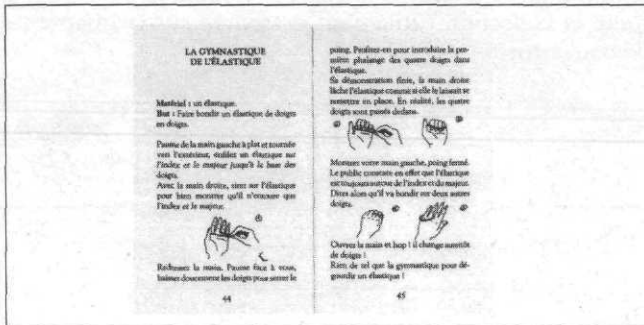 LA GYMNASTIQUE
DE L'ÉLASTIQUE
Matériel : un élastique.
But : Faire bondir un élastique de doigts
en doigts.
Paume de la main gauche à plat et tournée
vers l'extérieur, enfilez un élastique sur
l'index et le majeur jusqu'à la base des
doigts.
Avec la main droite, tirez sur l'élastique
pour bien montrer qu'il n'entoure que
l'index et le majeur.
Redressez la main. Paume face à vous,
baissez doucement les doigts pour serrer le
44
poing. Profitez-en pour introduire la pre-
mière phalange des quatre doigts dans
l'élastique.
Sa démonstration finie, la main droite
lâche l'élastique comme si elle le laissait se
remettre en place. En réalité, les quatre
doigts sont passés dedans.
Montrez votre main gauche, poing fermé.
Le public constate en effet que l'élastique
est toujours autour de l'index et du majeur.
Dites alors qu'il va bondir sur deux autres
doigts.
Ouvrez la main et hop ! il change aussitôt
de doigts !
Rien de tel que la gymnastique pour dé-
gourdir un élastique !
45